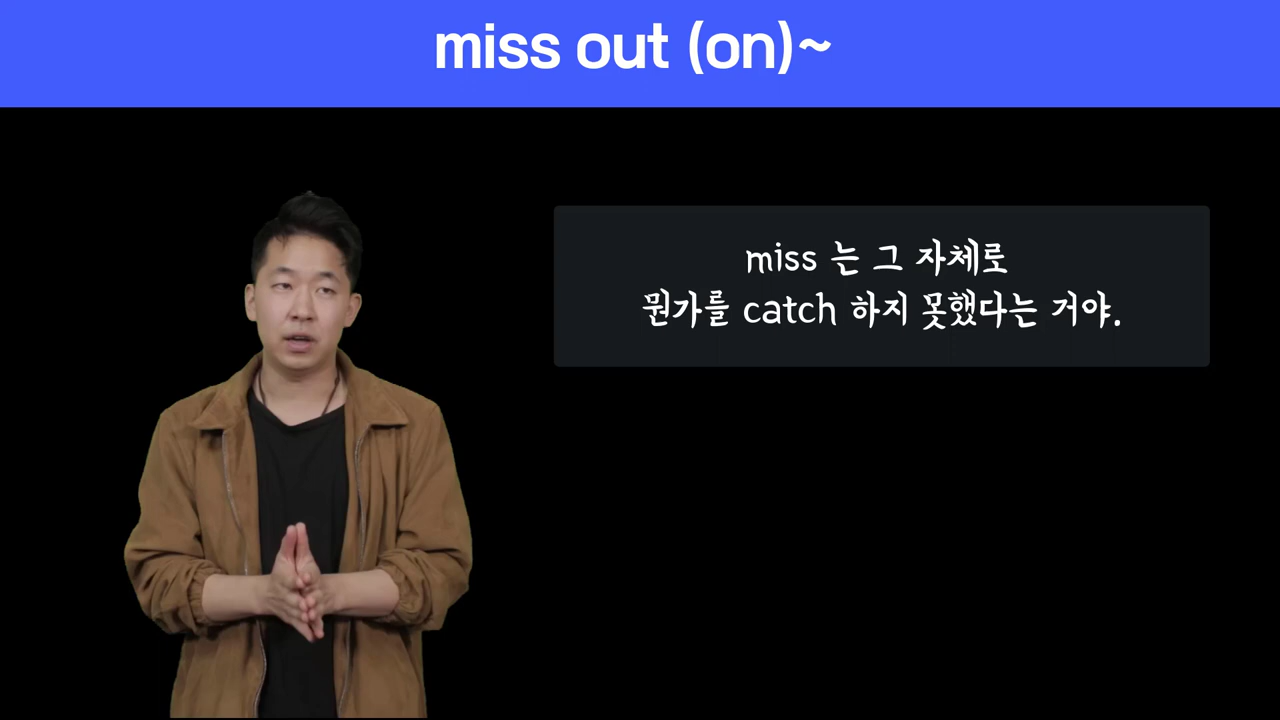 miss out (on)~
miss 는 그 자체로
뭔가를 catch 하지 못했다는 거야.